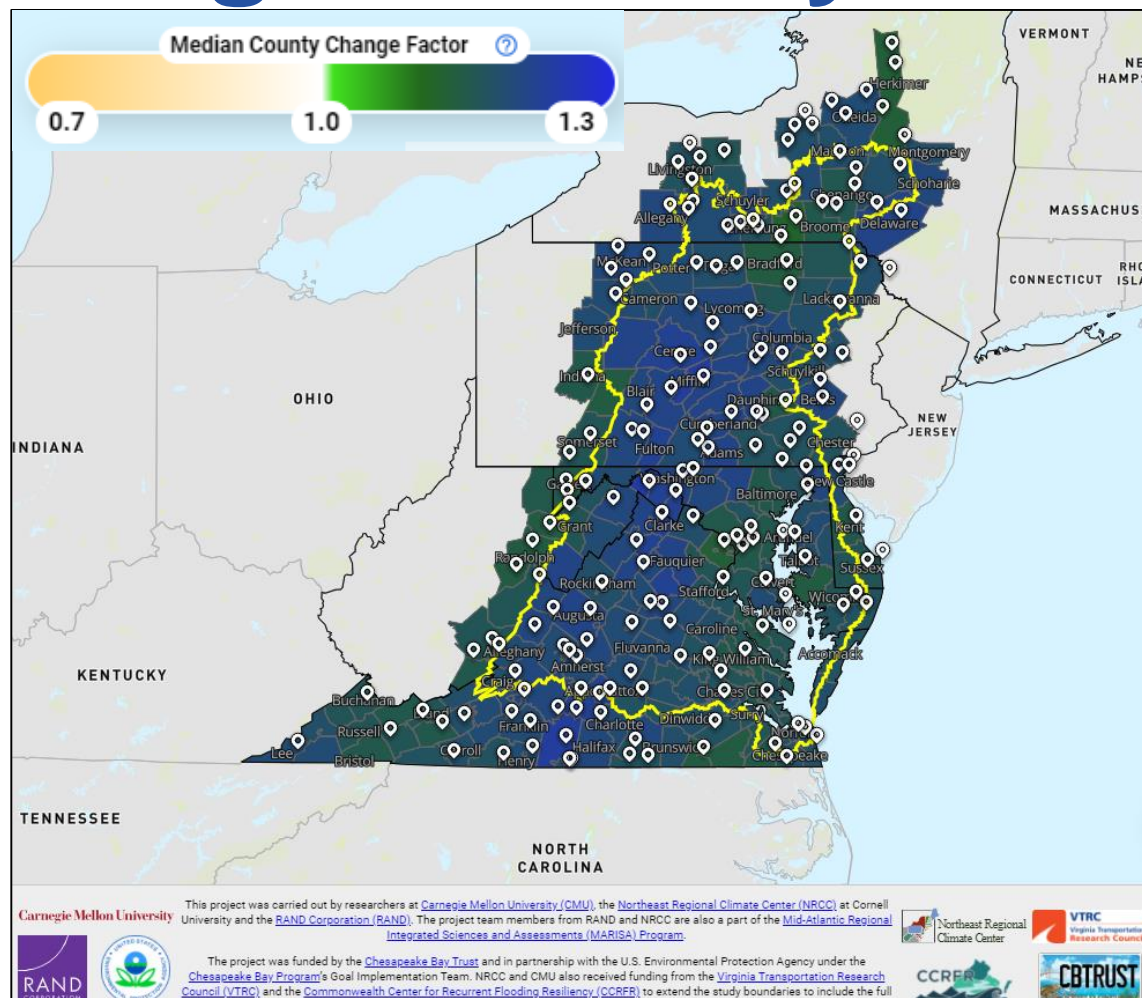 Median County Change Factor ?
0.7
1.0
1.3
VERMONT
HAMPS
Herkimer
Oneida
Montgomery
Livingston
Schoharie
Schuyler
Chenango
Allegany
MASSACHUS
Broome
Delaware
McKean
Potter
Tioga
Bradford
CONNECTICUT
Cameron
Lackawanna
Lycoming
Jefferson
Columbia
Centre
Indiana
Mifflin
Schuylkill
OHIO
Blair
Dauphin
Berks
NEW
JERSEY
Cumberland
INDIANA
Somerset
Fulton
Adams
Chester
Washington
New Castle
Baltimore
Grant
Clarke
Kent
Randolph
Fauquier
Talbot
Sussex
Rockingham
Stafford
Calvert
Augusta
St. Mary's
Caroline
Fluvanna
Alleghany
King William
Accomack
KENTUCKY
Amherst
Craig
Buchanan
Charles City
Surry
Russell
Franklin
Charlotte
Dinwiddie
Lee
Carroll
Halifax
Brunswick
Chesapeake
Bristol
Henry
TENNESSEE
NORTH
CAROLINA
Carnegie Mellon University
This project was carried out by researchers at Carnegie Mellon University (CMU), the Northeast Regional Climate Center (NRCC) at Cornell
University and the RAND Corporation (RAND). The project team members from RAND and NRCC are also a part of the Mid-Atlantic Regional
Integrated Sciences and Assessments (MARISA) Program.
Northeast Regional
Climate Center
VTRC
Virginia Transportation
Research Council
RAND
CORPORATION
The project was funded by the Chesapeake Bay Trust and in partnership with the U.S. Environmental Protection Agency under the
Chesapeake Bay Program's Goal Implementation Team. NRCC and CMU also received funding from the Virginia Transportation Research
Council (VTRC) and the Commonwealth Center for Recurrent Flooding Resiliency (CCRFR) to extend the study boundaries to include the full
CCRFR
CBTRUST